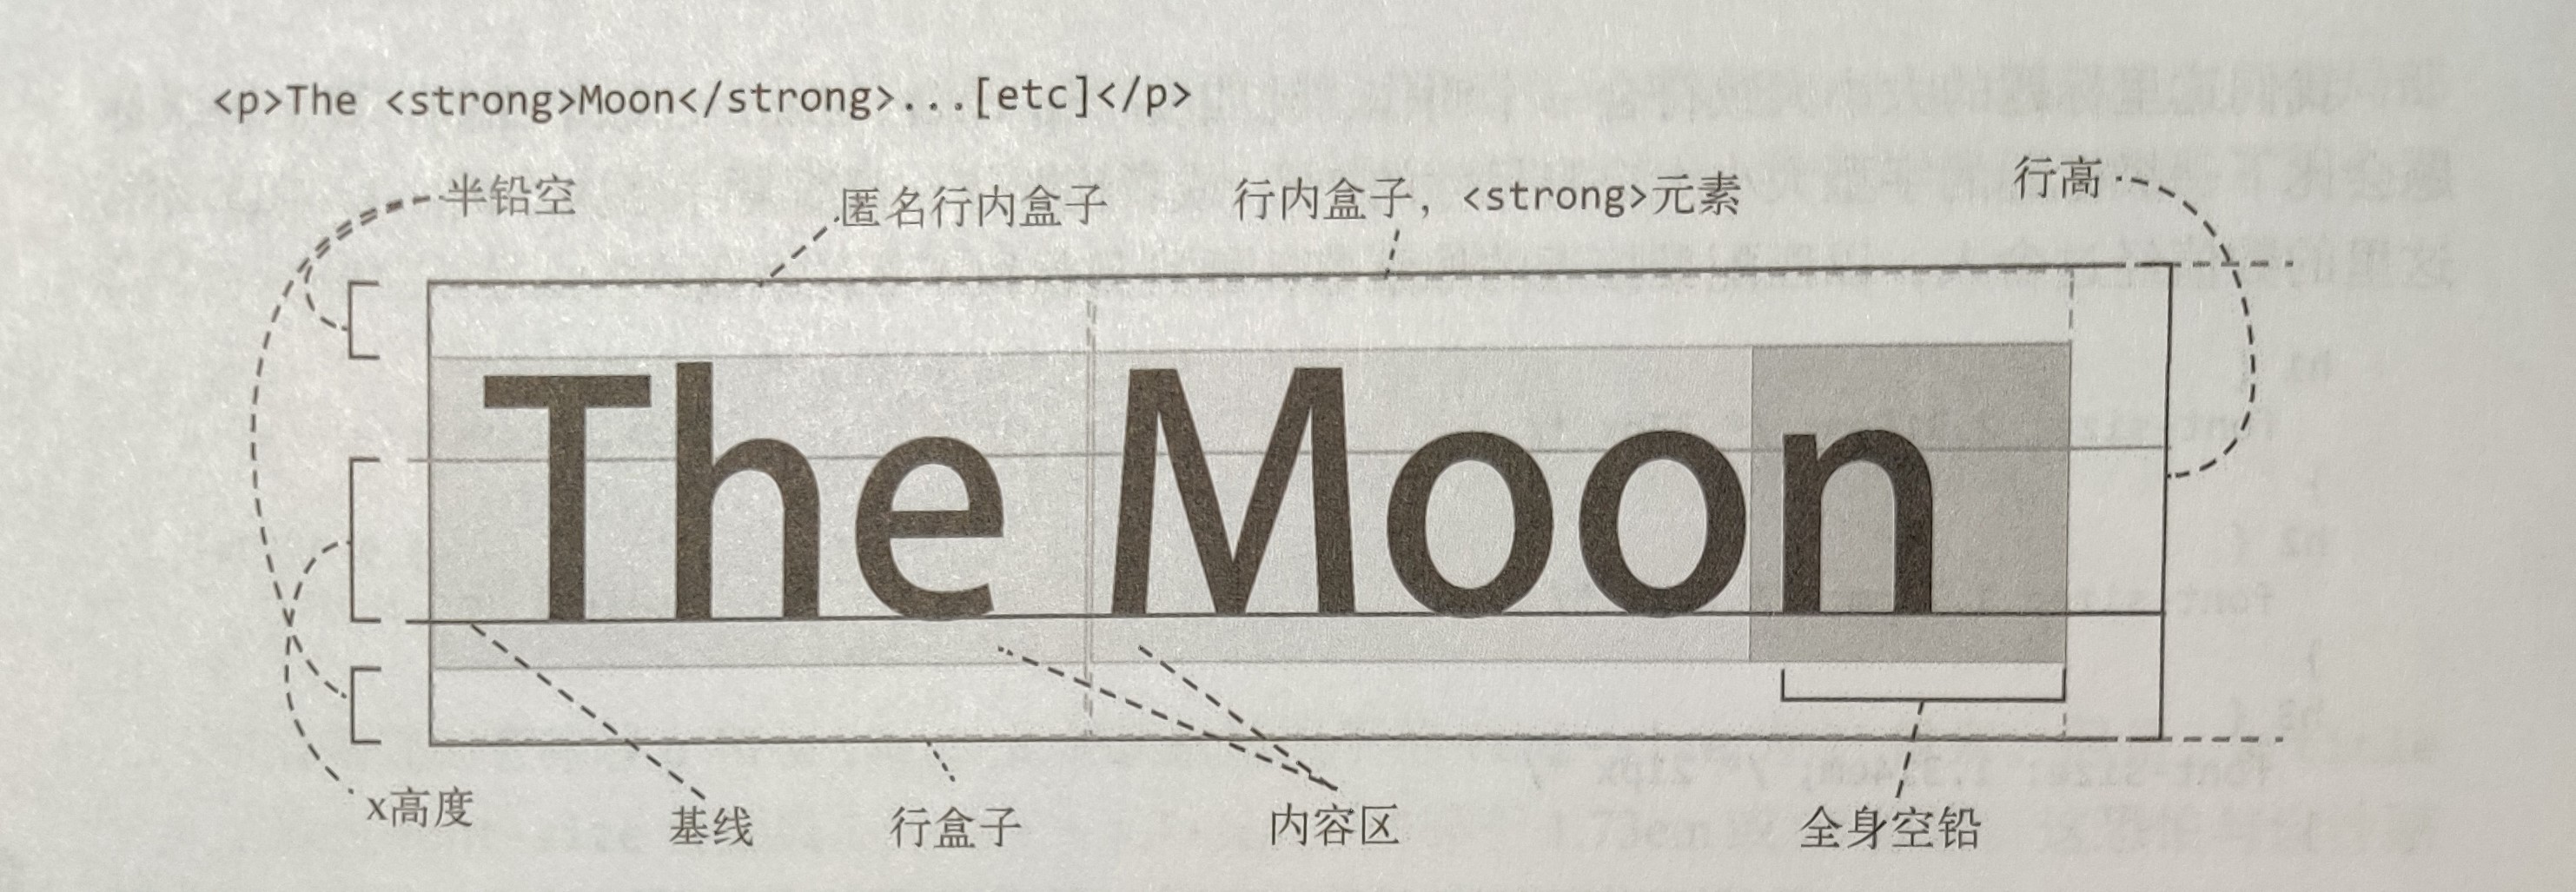 <p>The <strong>Moon</strong>...[etc]</p>
半铅空
匿名行内盒子
行内盒子，<strong>元素
行高
The Moon
x高度
基线
行盒子
内容区
全身空铅